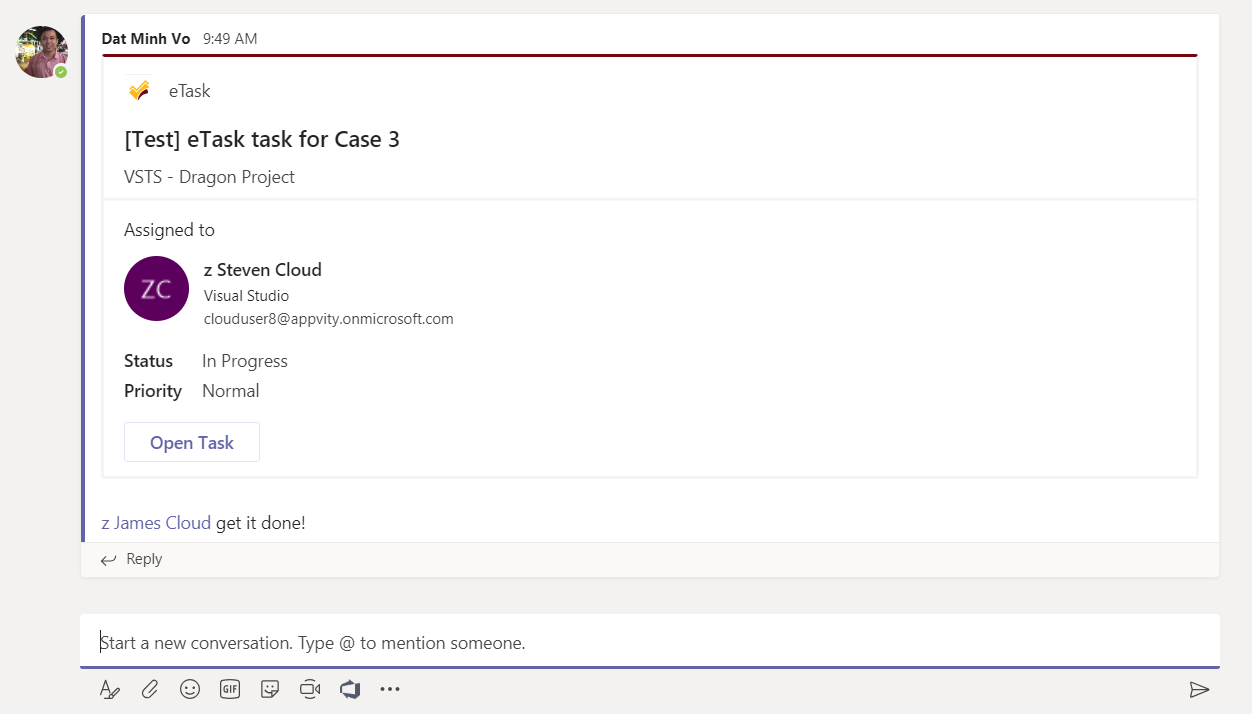 Dat Minh Vo 9:49 AM
eTask
[Test] eTask task for Case 3
VSTS - Dragon Project
Assigned to
ZC
z Steven Cloud
Visual Studio
clouduser8@appvity.onmicrosoft.com
Status In Progress
Priority Normal
Open Task
z James Cloud get it done!
Reply
Start a new conversation. Type @ to mention someone.
GIF